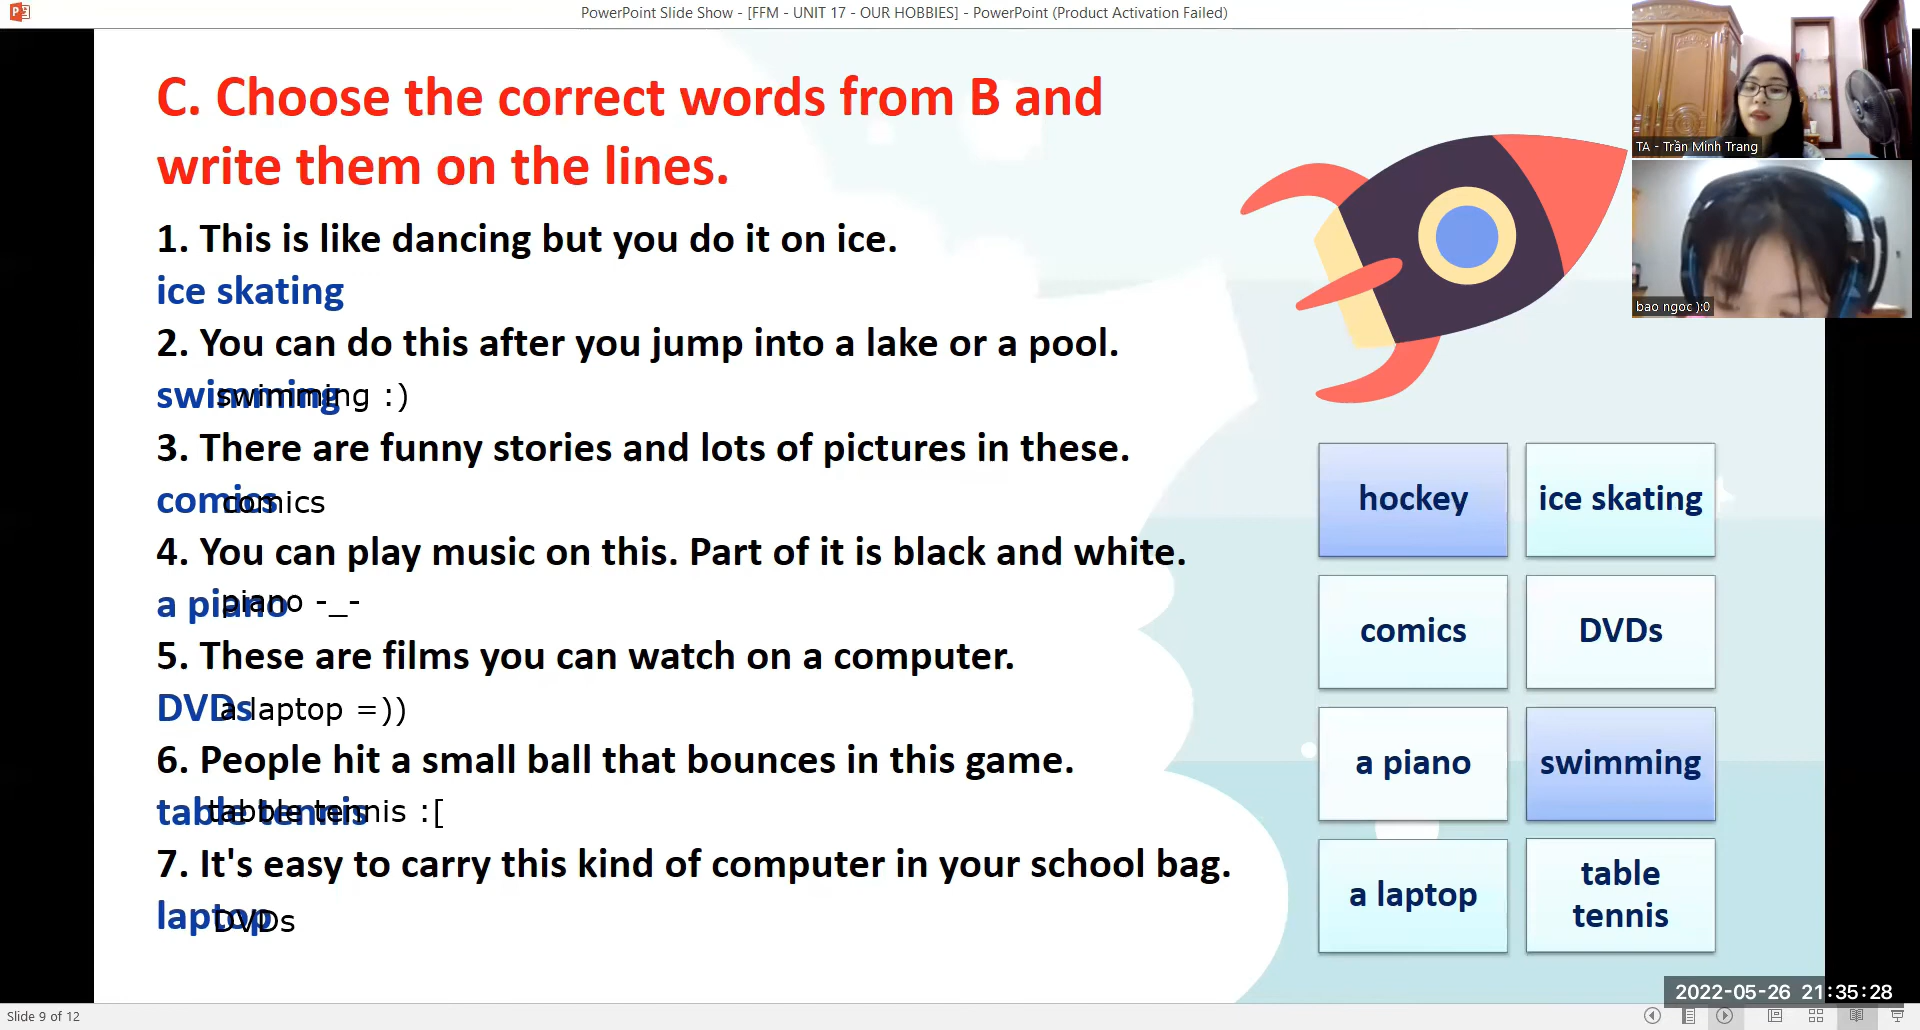 PowerPoint Slide Show - [FFM - UNIT 17 - OUR HOBBIES] - PowerPoint (Product Activation Failed)
C. Choose the correct words from B and
write them on the lines.
1. This is like dancing but you do it on ice.
ice skating
2. You can do this after you jump into a lake or a pool.
swimming
swimming :)
3. There are funny stories and lots of pictures in these.
comics
comics
4. You can play music on this. Part of it is black and white.
a piano
piano -_-
5. These are films you can watch on a computer.
DVDs
a laptop =))
6. People hit a small ball that bounces in this game.
table tennis
tabble tennis :[
7. It's easy to carry this kind of computer in your school bag.
laptop
DVDs
hockey
ice skating
comics
DVDs
a piano
swimming
a laptop
table
tennis
TA - Trần Minh Trang
bao ngoc ):0
2022-05-26 21:35:28
Slide 9 of 12